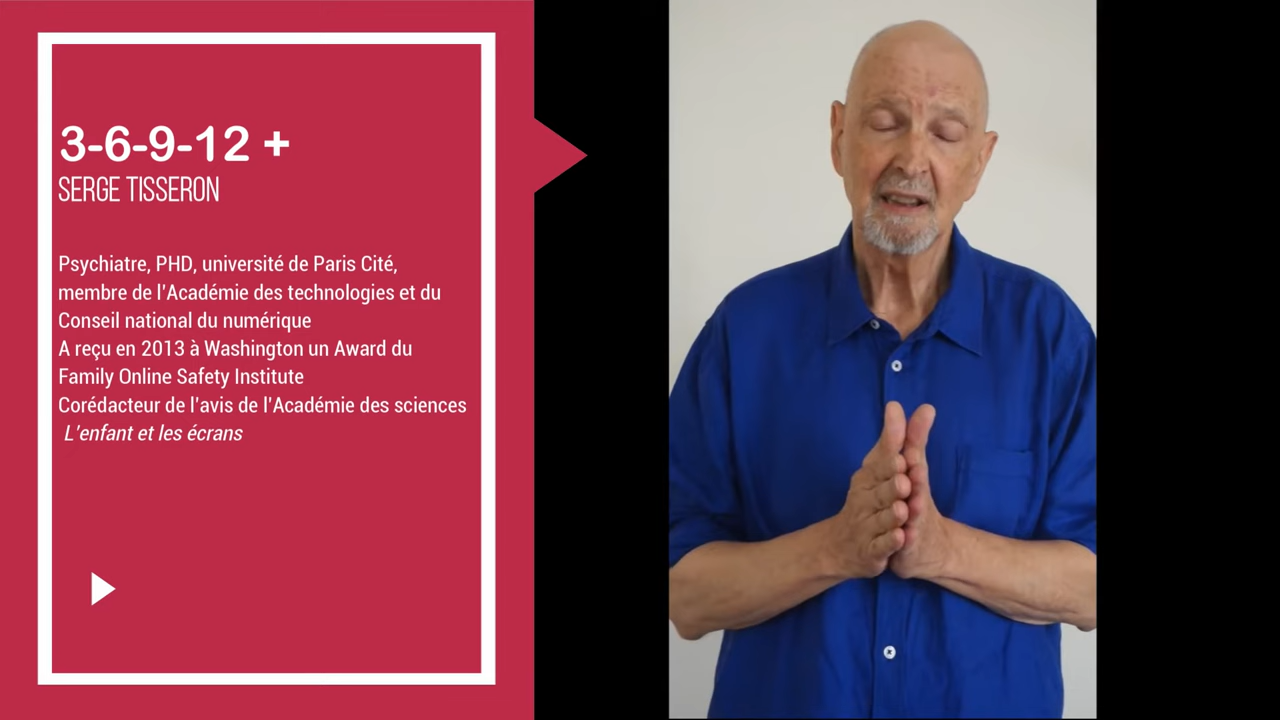 3-6-9-12 +
SERGE TISSERON
Psychiatre, PHD, université de Paris Cité,
membre de l'Académie des technologies et du
Conseil national du numérique
A reçu en 2013 à Washington un Award du
Family Online Safety Institute
Corédacteur de l'avis de l'Académie des sciences
L'enfant et les écrans